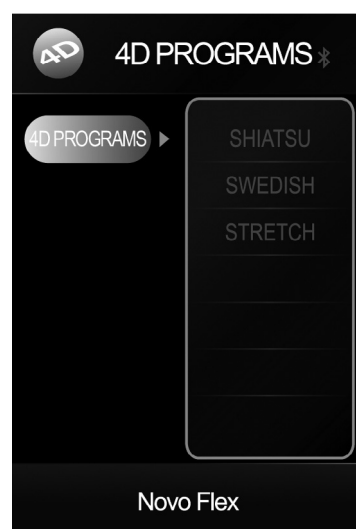 4D
4D PROGRAMS
4D PROGRAMS
SHIATSU
SWEDISH
STRETCH
Novo Flex